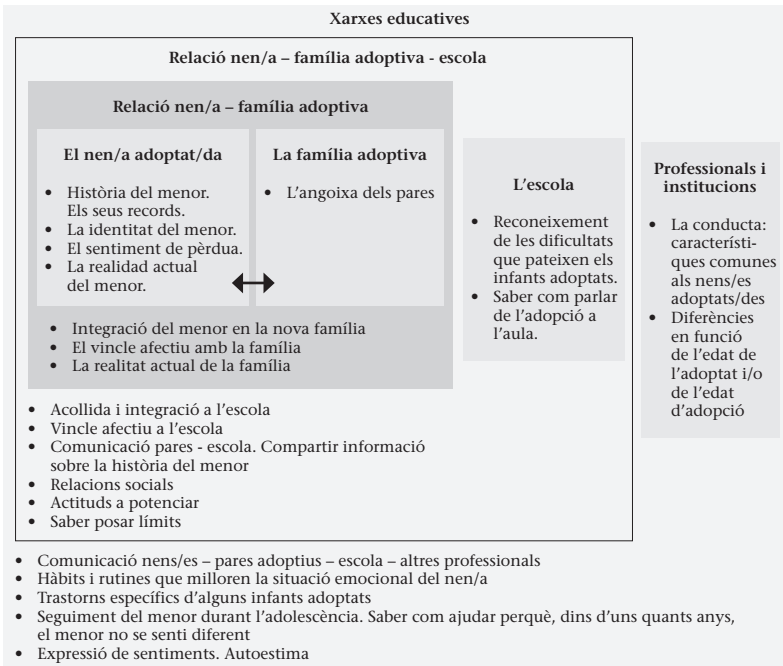 Xarxes educatives
Relació nen/a – família adoptiva - escola
Relació nen/a – família adoptiva
El nen/a adoptat/da
• Història del menor.
Els seus records.
• La identitat del menor.
• El sentiment de pèrdua.
• La realidad actual
del menor.
La família adoptiva
• L'angoixa dels pares
• Integració del menor en la nova família
• El vincle afectiu amb la família
• La realitat actual de la família
L'escola
• Reconeixement
de les dificultats
que pateixen els
infants adoptats.
• Saber com parlar
de l'adopció a
l'aula.
• Acollida i integració a l'escola
• Vincle afectiu a l'escola
• Comunicació pares - escola. Compartir informació
sobre la història del menor
• Relacions socials
• Actituds a potenciar
• Saber posar límits
Professionals i
institucions
• La conducta:
característi-
ques comunes
als nens/es
adoptats/des
• Diferències
en funció
de l'edat de
l'adoptat i/o
de l'edat
d'adopció
• Comunicació nens/es – pares adoptius – escola – altres professionals
• Hàbits i rutines que milloren la situació emocional del nen/a
• Trastorns específics d'alguns infants adoptats
• Seguiment del menor durant l'adolescència. Saber com ajudar perquè, dins d'uns quants anys,
el menor no se senti diferent
• Expressió de sentiments. Autoestima